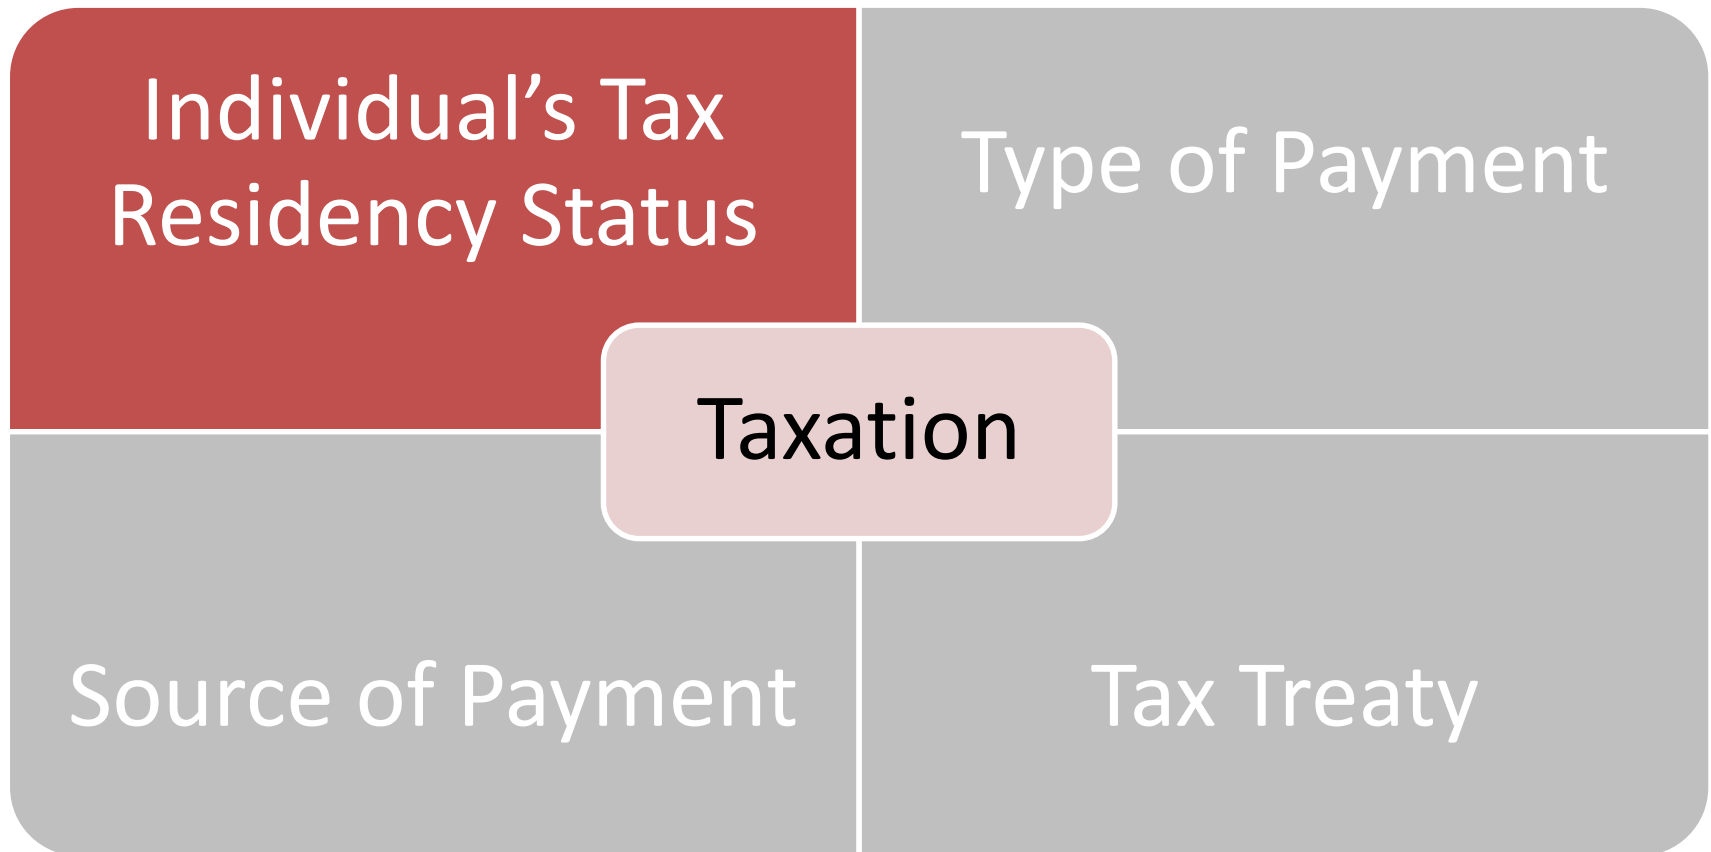 Individual’s Tax
Residency Status
Type of Payment
Taxation
Source of Payment
Tax Treaty